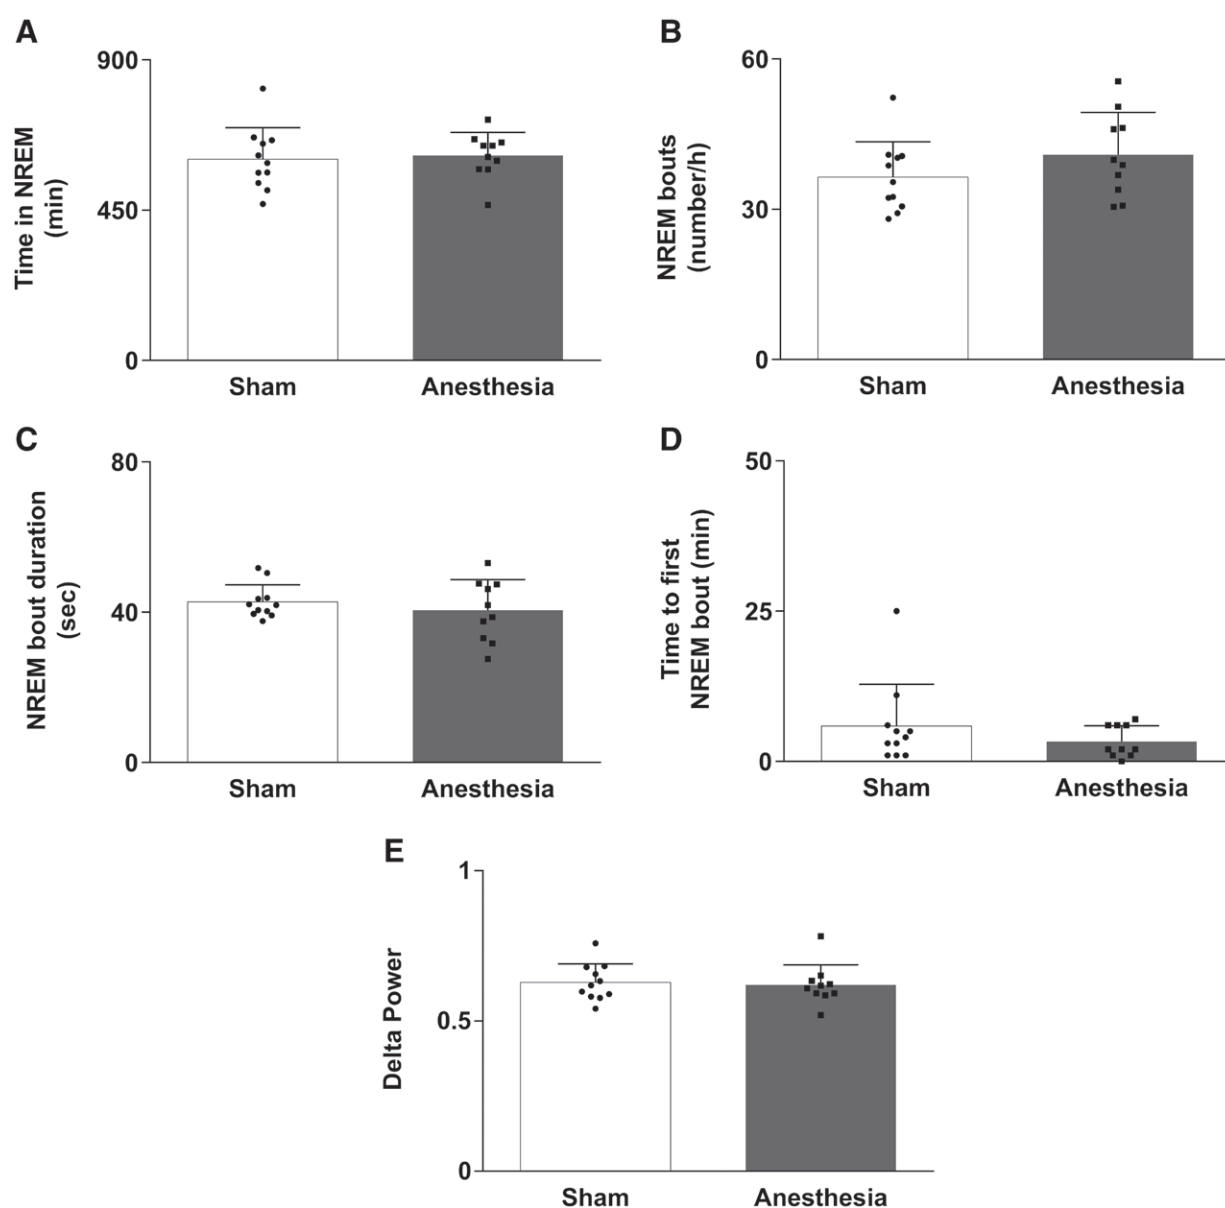 A
Time in NREM
(min)
900
450
0
Sham
Anesthesia
B
NREM bouts
(number/h)
60
30
0
Sham
Anesthesia
C
NREM bout duration
(sec)
80
40
0
Sham
Anesthesia
D
Time to first
NREM bout (min)
50
25
0
Sham
Anesthesia
E
Delta Power
1
0.5
0
Sham
Anesthesia